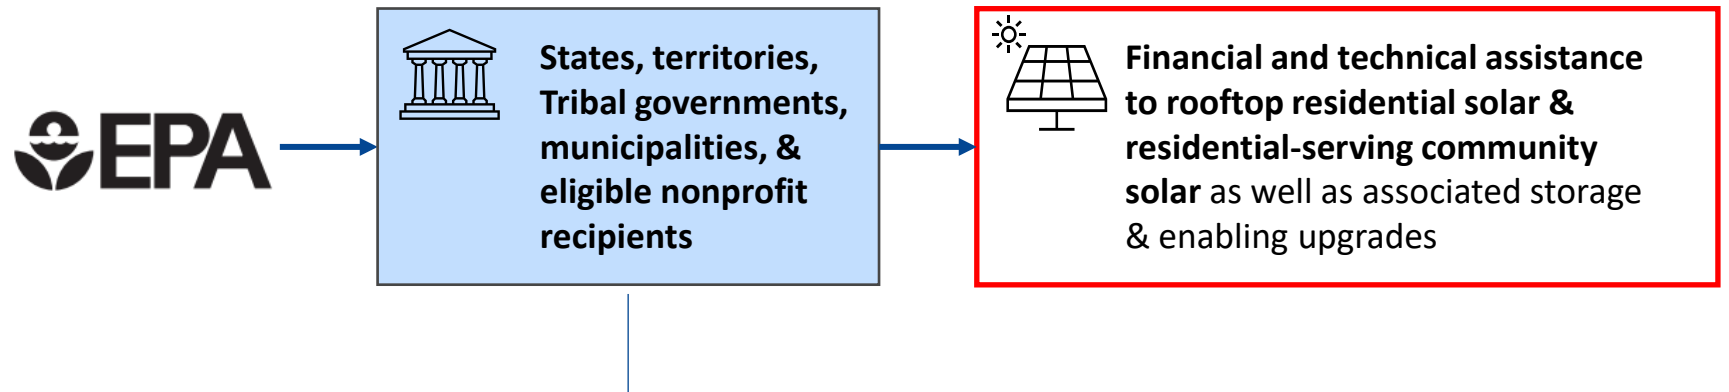 EPA
States, territories,
Tribal governments,
municipalities, &
eligible nonprofit
recipients
Financial and technical assistance
to rooftop residential solar &
residential-serving community
solar as well as associated storage
& enabling upgrades